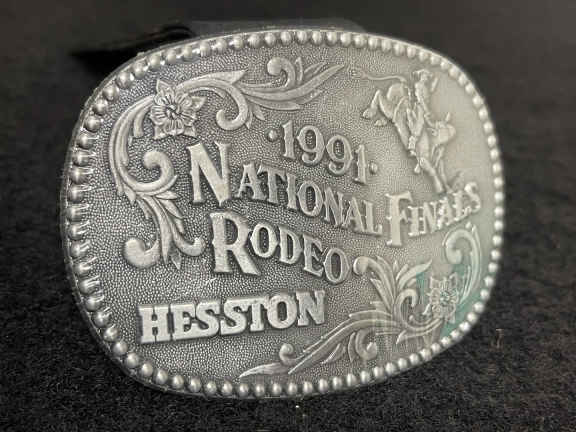 ·1991·
NATIONAL FINALS
RODEO
HESSTON